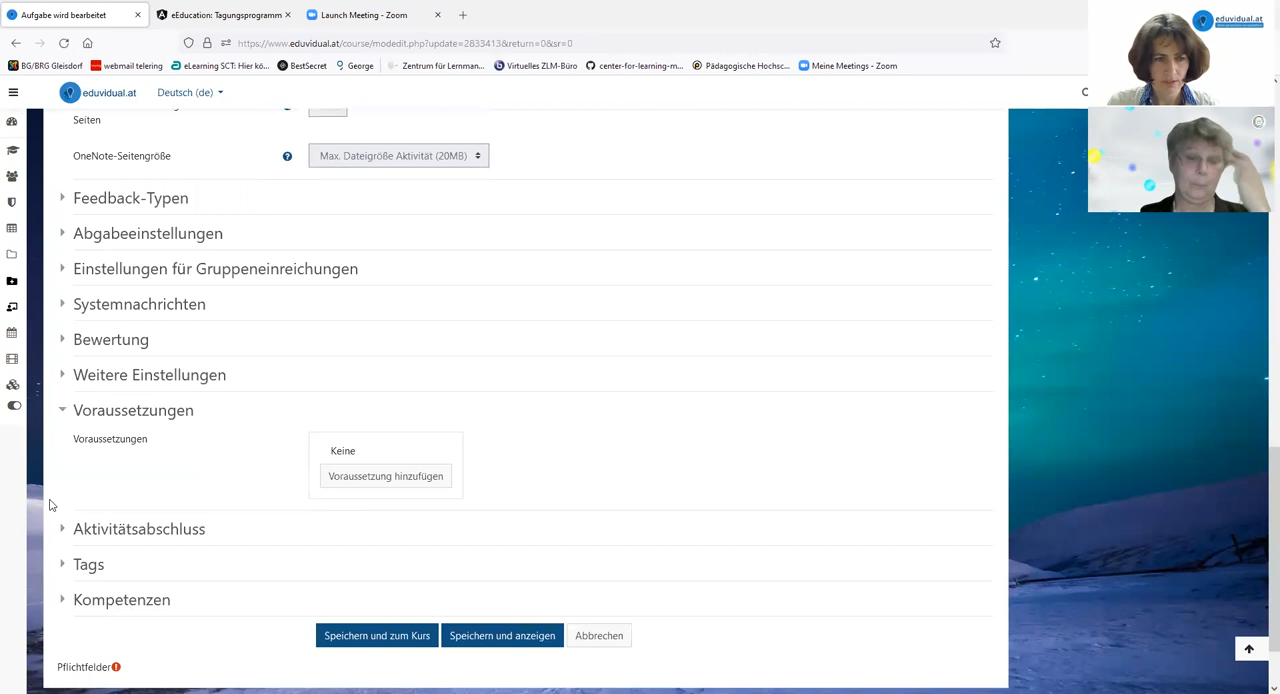 Aufgabe wird bearbeitet
eEducation: Tagungsprogramm
Launch Meeting - Zoom
https://www.eduvidual.at/course/modedit.php?update=2833413&return=0&sr=0
BG/BRG Gleisdorf
webmail telering
eLearning SCT: Hier kö...
BestSecret
George
Zentrum für Lernman...
Virtuelles ZLM-Büro
center-for-learning-m...
Pädagogische Hochsc...
Meine Meetings - Zoom
eduvidual.at
eduvidual.at
Deutsch (de)
Seiten
OneNote-Seitengröße
Max. Dateigröße Aktivität (20MB)
Feedback-Typen
Abgabeeinstellungen
Einstellungen für Gruppeneinreichungen
Systemnachrichten
Bewertung
Weitere Einstellungen
Voraussetzungen
Voraussetzungen
Keine
Voraussetzung hinzufügen
Aktivitätsabschluss
Tags
Kompetenzen
Speichern und zum Kurs
Speichern und anzeigen
Abbrechen
Pflichtfelder